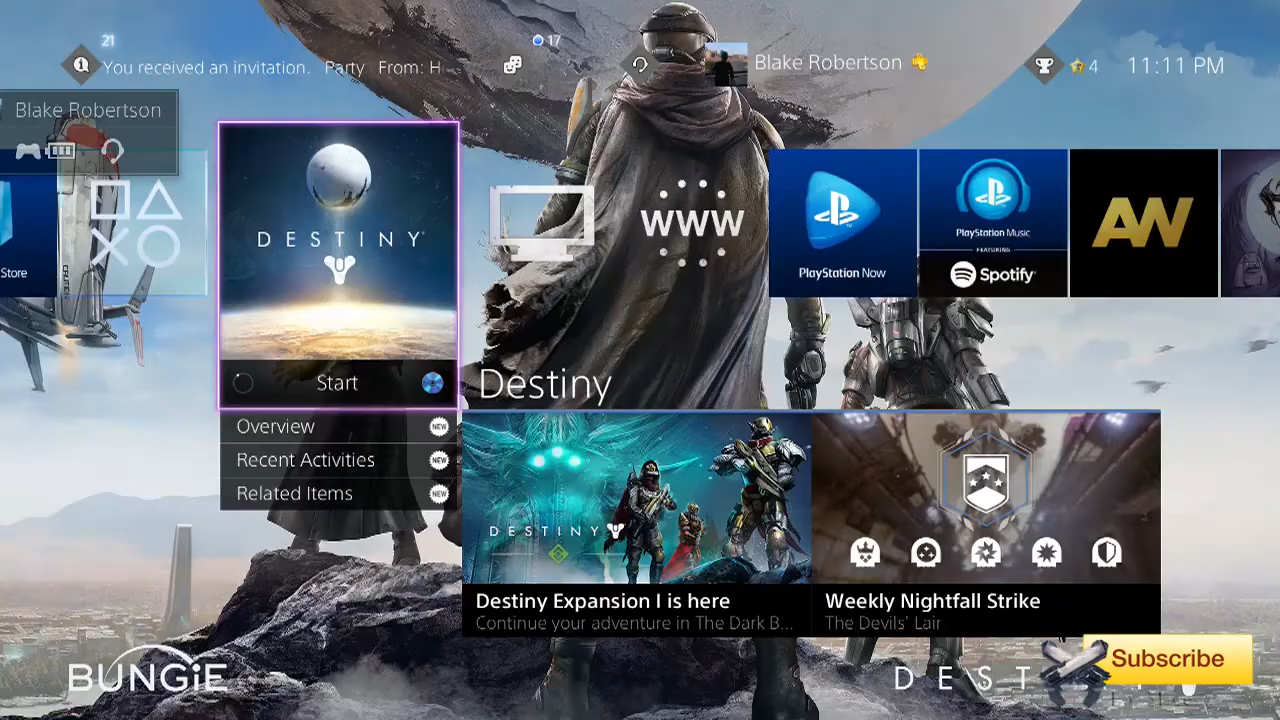 21
You received an invitation. Party From: H
17
Blake Robertson
4
11:11 PM
Blake Robertson
Store
DESTINY
WWW
PlayStation Now
PlayStation Music
FEATURING
Spotify
AW
Start
Destiny
Overview NEW
Recent Activities NEW
Related Items NEW
DESTINY
Destiny Expansion I is here
Continue your adventure in The Dark B...
Weekly Nightfall Strike
The Devils' Lair
BUNGiE
DEST
Subscribe